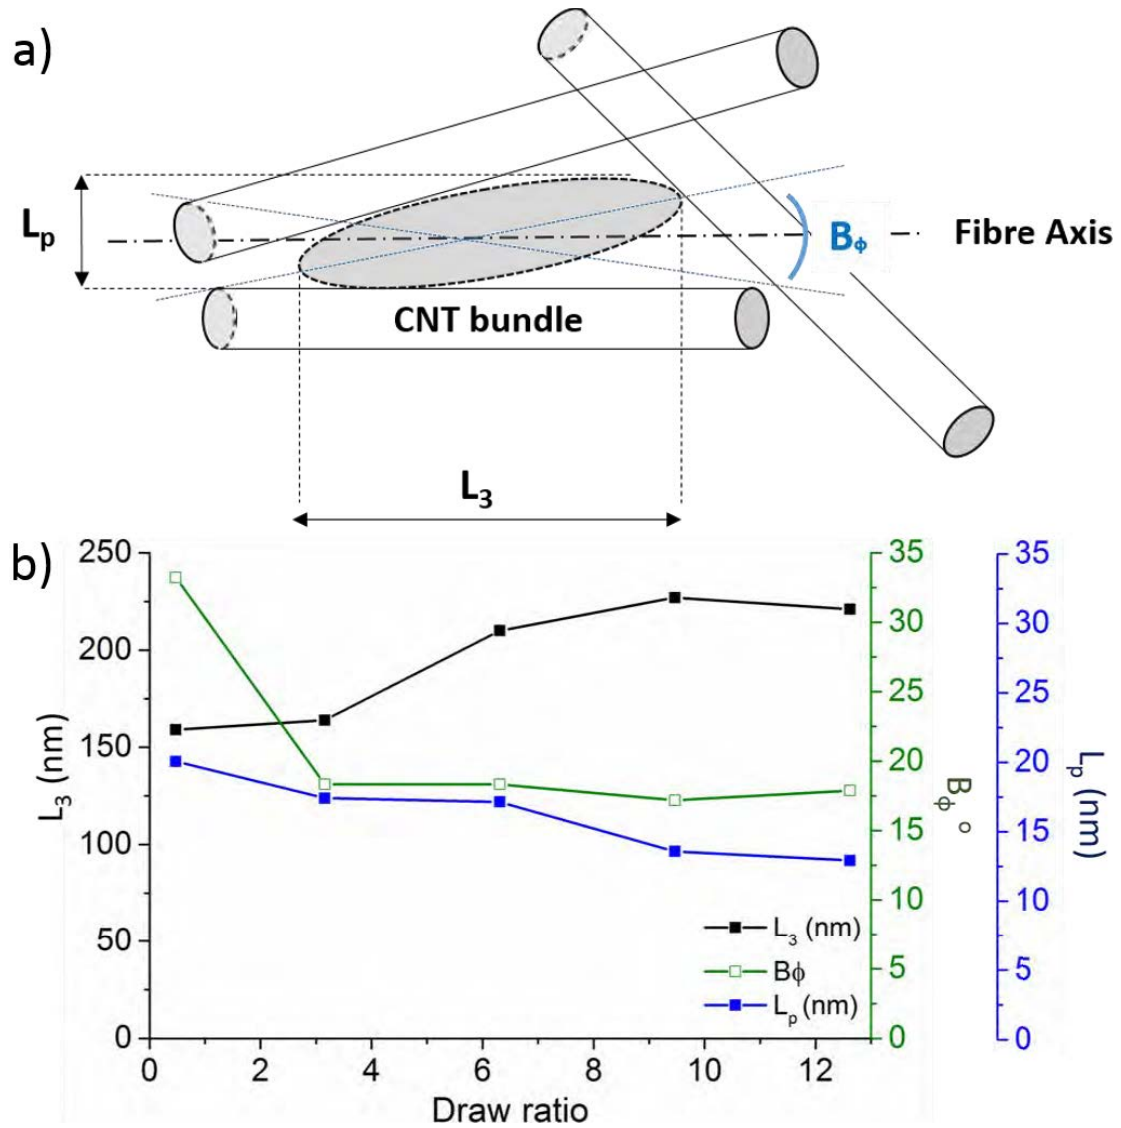 a)
Lp
Bϕ
Fibre Axis
CNT bundle
L3
b)
250
200
150
100
50
0
L3 (nm)
35
30
25
20
15
10
5
0
Bϕ °
35
30
25
20
15
10
5
0
Lp (nm)
L3 (nm)
Bϕ
Lp (nm)
0 2 4 6 8 10 12
Draw ratio